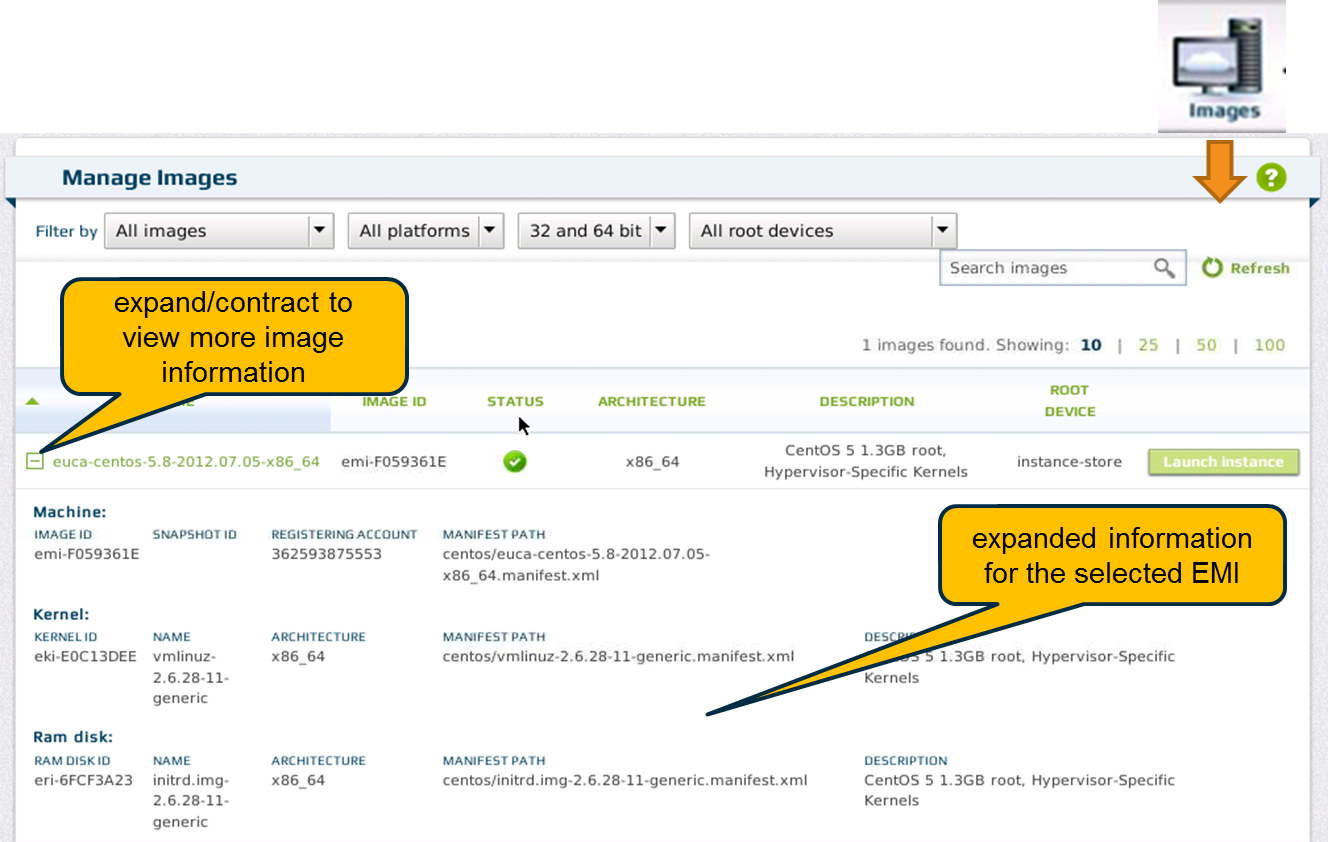 Images
Manage Images
?
Filter by All images All platforms 32 and 64 bit All root devices
Search images Refresh
expand/contract to
view more image
information
1 images found. Showing: 10 | 25 | 50 | 100
IMAGE ID STATUS ARCHITECTURE DESCRIPTION ROOT
DEVICE
euca-centos-5.8-2012.07.05-x86_64 emi-F059361E x86_64 CentOS 5 1.3GB root, instance-store Launch instance
Hypervisor-Specific Kernels
Machine:
IMAGE ID SNAPSHOT ID REGISTERING ACCOUNT MANIFEST PATH
emi-F059361E 362593875553 centos/euca-centos-5.8-2012.07.05-
x86_64.manifest.xml
expanded information
for the selected EMI
Kernel:
KERNEL ID NAME ARCHITECTURE MANIFEST PATH
eki-E0C13DEE vmlinuz- x86_64 centos/vmlinuz-2.6.28-11-generic.manifest.xml 5 1.3GB root, Hypervisor-Specific
2.6.28-11- Kernels
generic
Ram disk:
RAM DISK ID NAME ARCHITECTURE MANIFEST PATH DESCRIPTION
eri-6FCF3A23 initrd.img- x86_64 centos/initrd.img-2.6.28-11-generic.manifest.xml CentOS 5 1.3GB root, Hypervisor-Specific
2.6.28-11- Kernels
generic